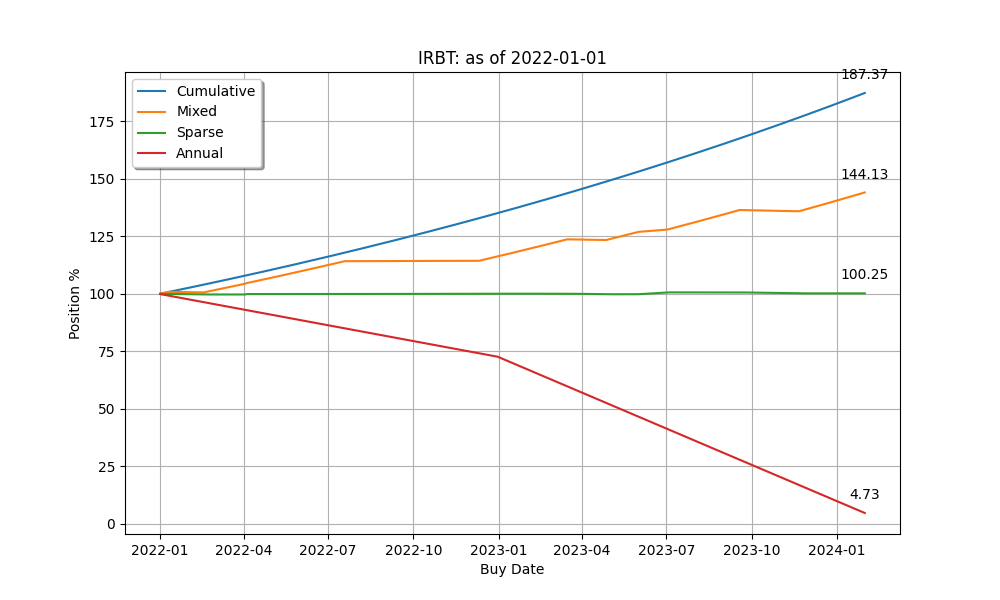 IRBT: as of 2022-01-01
187.37
Cumulative
Mixed
Sparse
Annual
175
150
125
100
75
50
25
0
144.13
100.25
4.73
Position %
2022-01 2022-04 2022-07 2022-10 2023-01 2023-04 2023-07 2023-10 2024-01
Buy Date